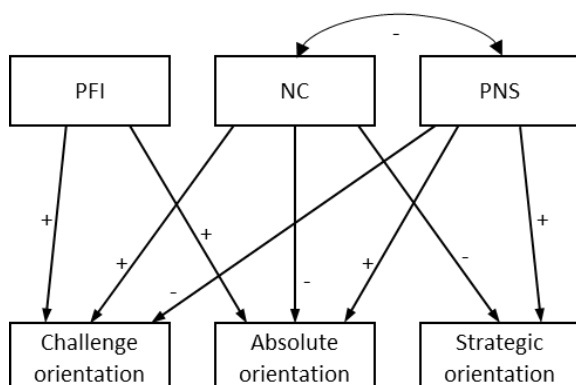 -
PFI
NC
PNS
+
+
+
-
-
+
-
+
Challenge
orientation
Absolute
orientation
Strategic
orientation